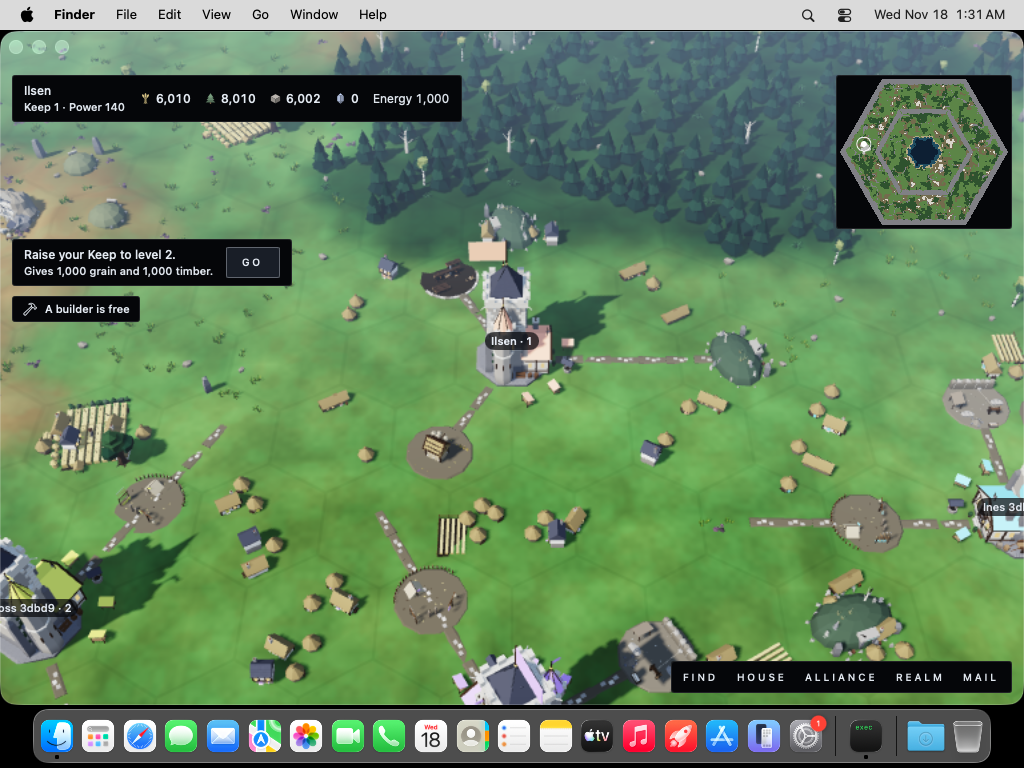 Finder File Edit View Go Window Help Wed Nov 18 1:31 AM
Ilsen
Keep 1 · Power 140
6,010 8,010 6,002 0 Energy 1,000
Raise your Keep to level 2.
Gives 1,000 grain and 1,000 timber.
GO
A builder is free
Ilsen · 1
Ines 3db
oss 3dbd9 · 2
FIND HOUSE ALLIANCE REALM MAIL
Wed
18
tv
1
exec